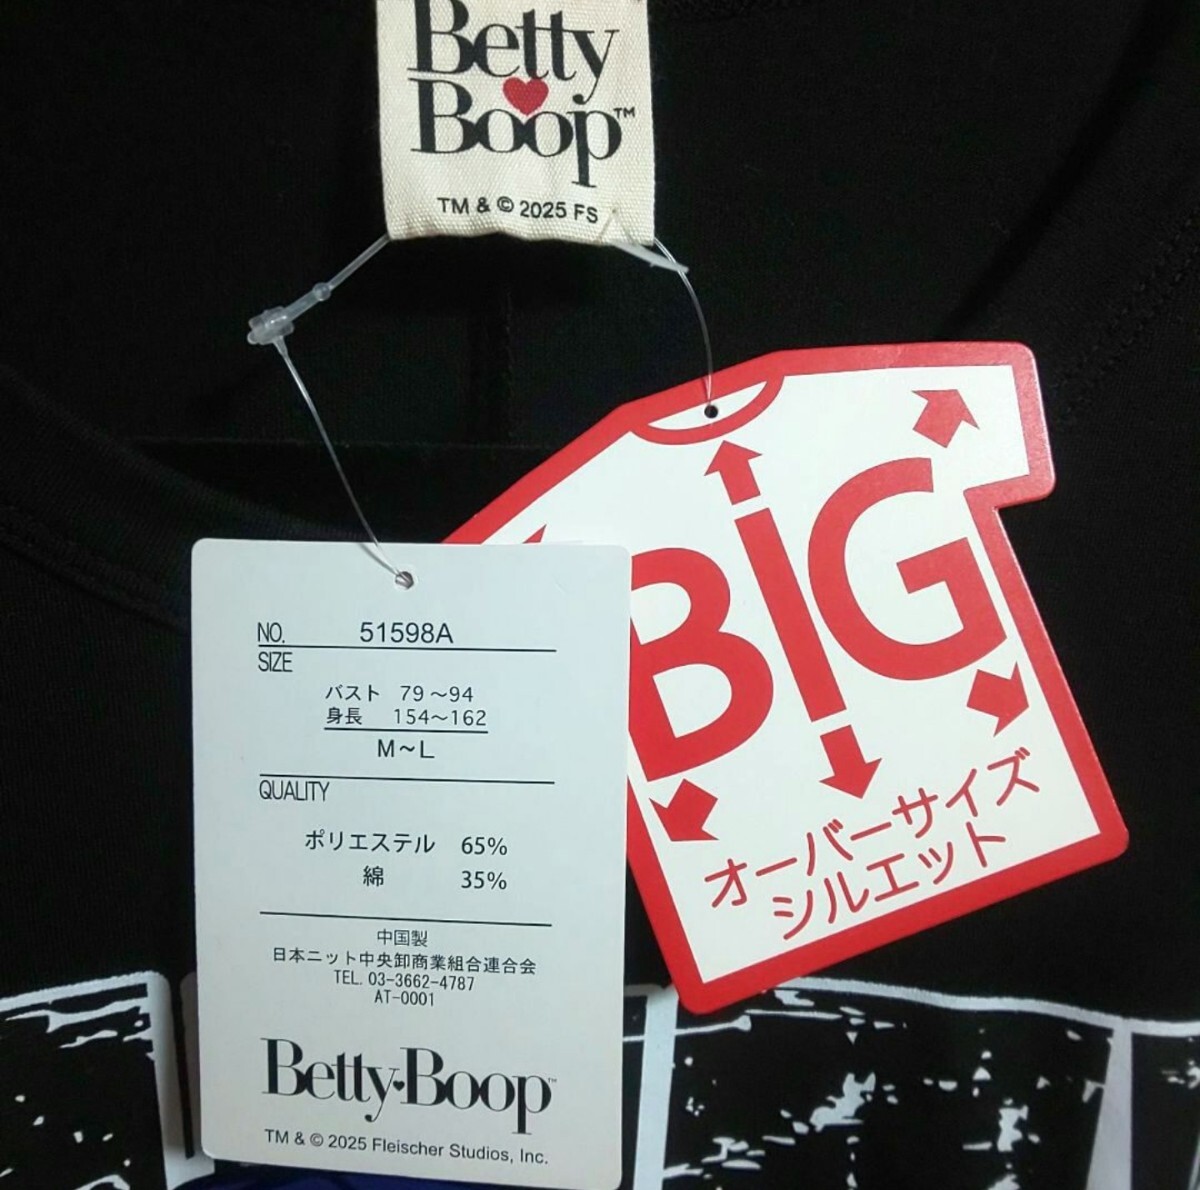 Betty
Boop™
TM & © 2025 FS
BIG
オーバーサイズ
シルエット
NO. 51598A
SIZE
バスト 79～94
身長 154～162
M～L
QUALITY
ポリエステル 65%
綿 35%
中国製
日本ニット中央卸商業組合連合会
TEL. 03-3662-4787
AT-0001
Betty Boop™
TM & © 2025 Fleischer Studios, Inc.